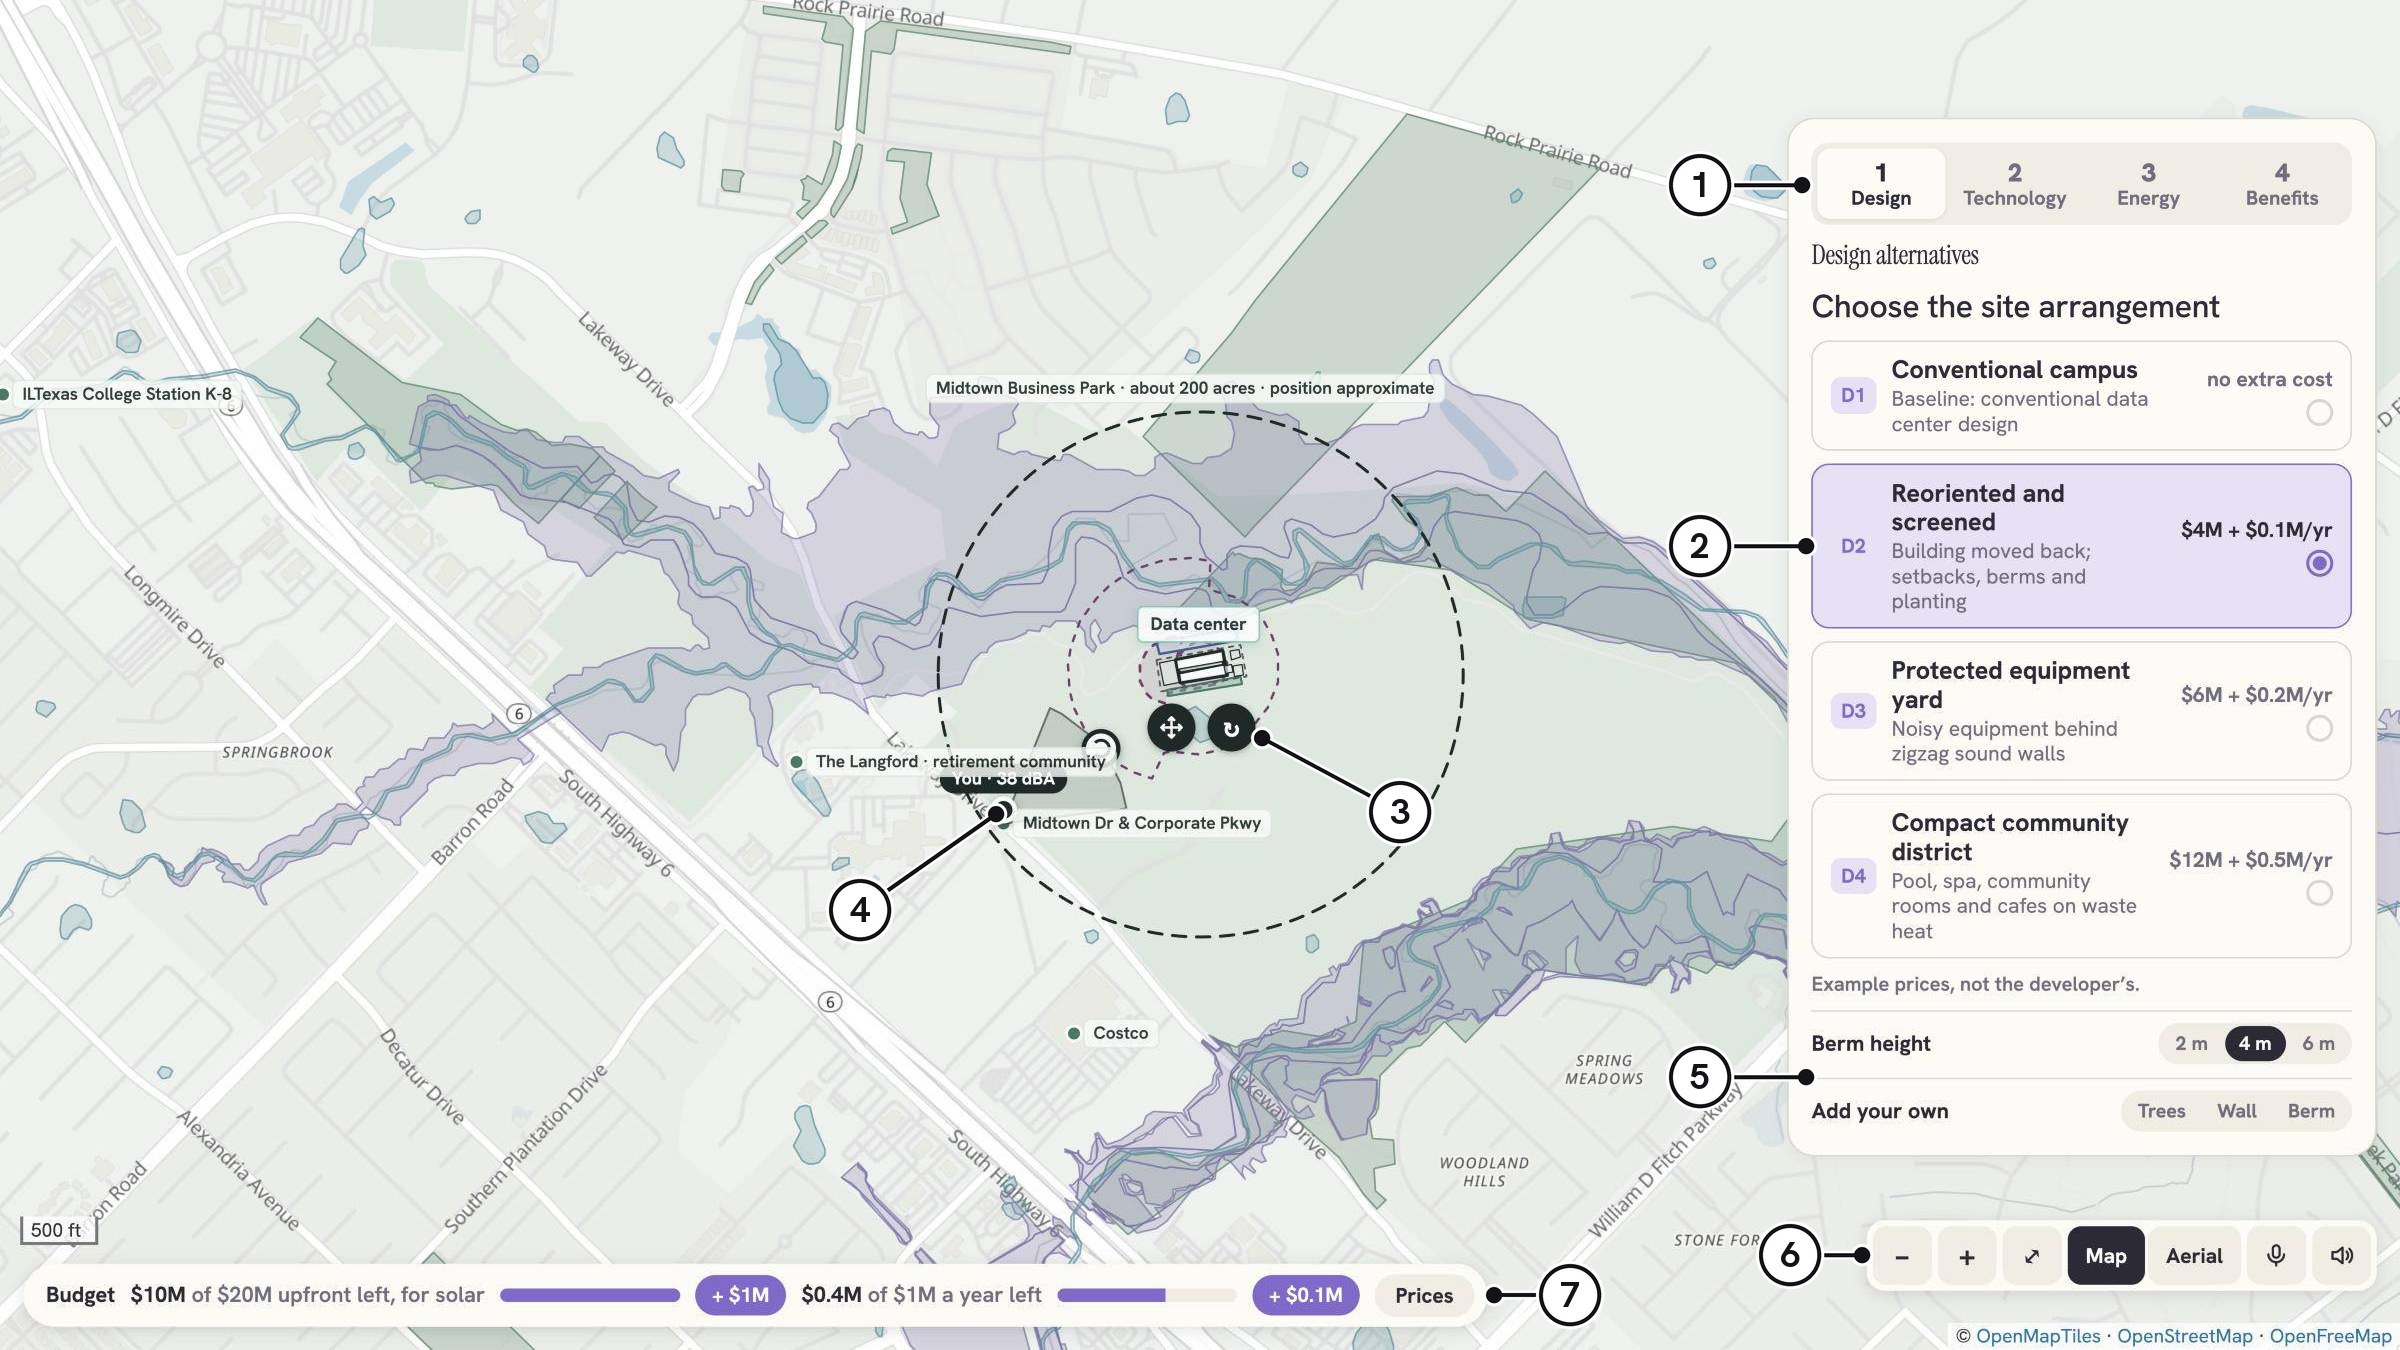 Rock Prairie Road
Rock Prairie Road
1
1
Design
2
Technology
3
Energy
4
Benefits
Design alternatives
Choose the site arrangement
D1
Conventional campus
Baseline: conventional data
center design
no extra cost
2
D2
Reoriented and
screened
Building moved back;
setbacks, berms and
planting
$4M + $0.1M/yr
D3
Protected equipment
yard
Noisy equipment behind
zigzag sound walls
$6M + $0.2M/yr
D4
Compact community
district
Pool, spa, community
rooms and cafes on waste
heat
$12M + $0.5M/yr
Example prices, not the developer's.
Berm height
2 m
4 m
6 m
5
Add your own
Trees
Wall
Berm
Lakeway Drive
ILTexas College Station K-8
Midtown Business Park · about 200 acres · position approximate
Longmire Drive
Data center
6
SPRINGBROOK
The Langford · retirement community
You · 38 dBA
Midtown Dr & Corporate Pkwy
3
4
Barron Road
South Highway 6
6
Costco
Decatur Drive
SPRING
MEADOWS
Lakeway Drive
William D Fitch Parkway
Alexandria Avenue
Southern Plantation Drive
South Highway 6
WOODLAND
HILLS
STONE FOR
500 ft
6
−
+
Map
Aerial
Budget
$10M of $20M upfront left, for solar
+ $1M
$0.4M of $1M a year left
+ $0.1M
Prices
7
© OpenMapTiles · OpenStreetMap · OpenFreeMap